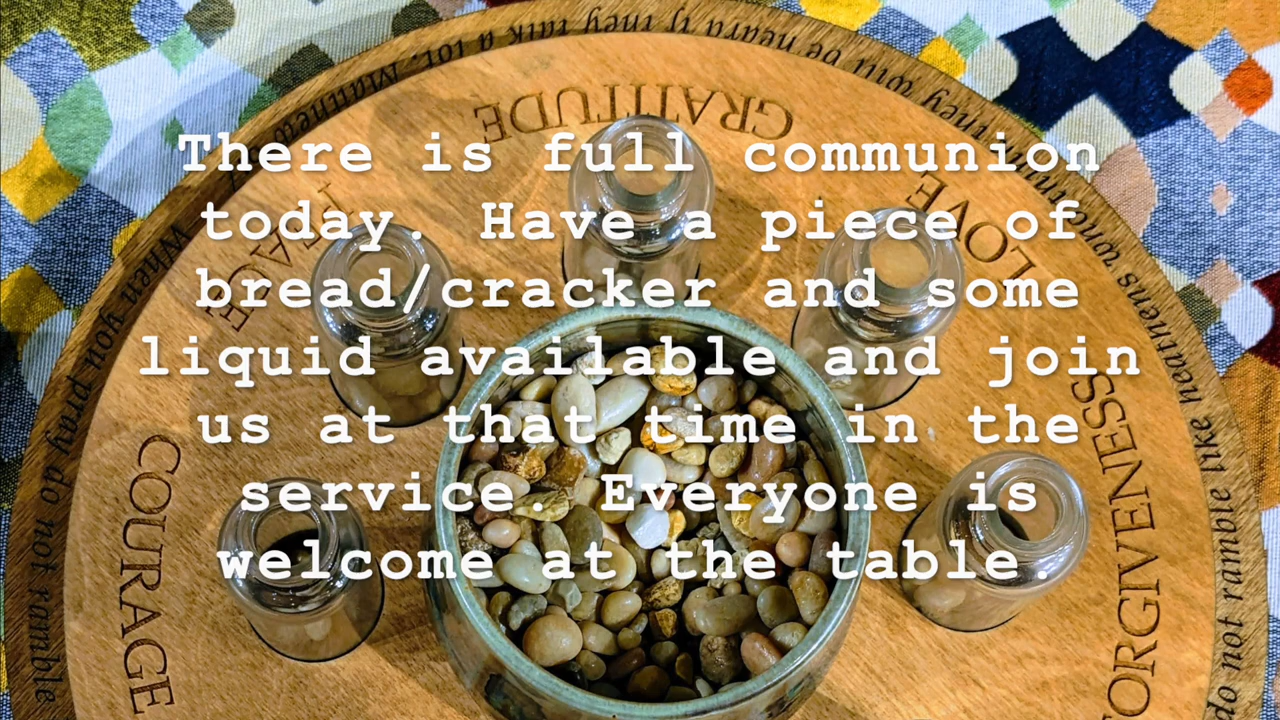 There is full communion
today. Have a piece of
bread/cracker and some
liquid available and join
us at that time in the
service. Everyone is
welcome at the table.
GRATITUDE
LOVE
COURAGE
When you pray do not ramble
they will be heard if they talk a lot. Matthew
do not ramble like heathens who